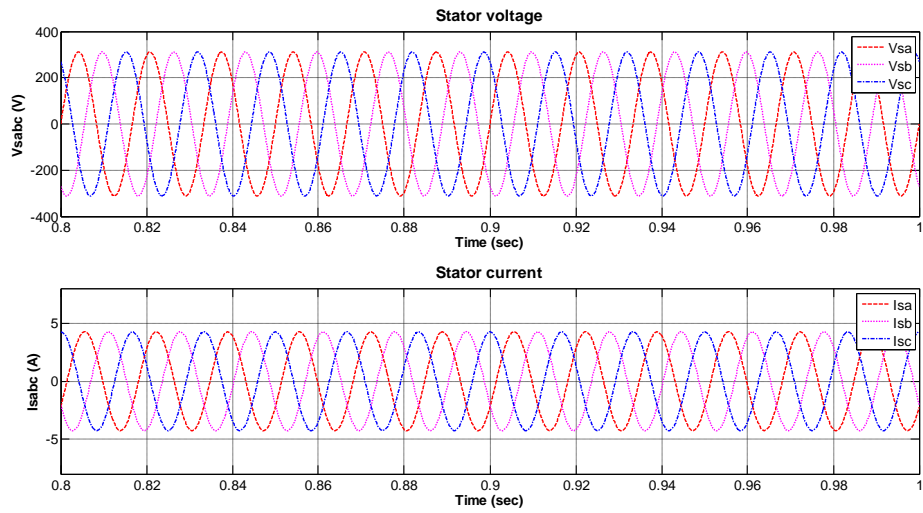 Stator voltage
400
200
0
-200
-400
Vsabc (V)
Vsa
Vsb
Vsc
0.8 0.82 0.84 0.86 0.88 0.9 0.92 0.94 0.96 0.98 1
Time (sec)
Stator current
5
0
-5
Isabc (A)
Isa
Isb
Isc
0.8 0.82 0.84 0.86 0.88 0.9 0.92 0.94 0.96 0.98 1
Time (sec)